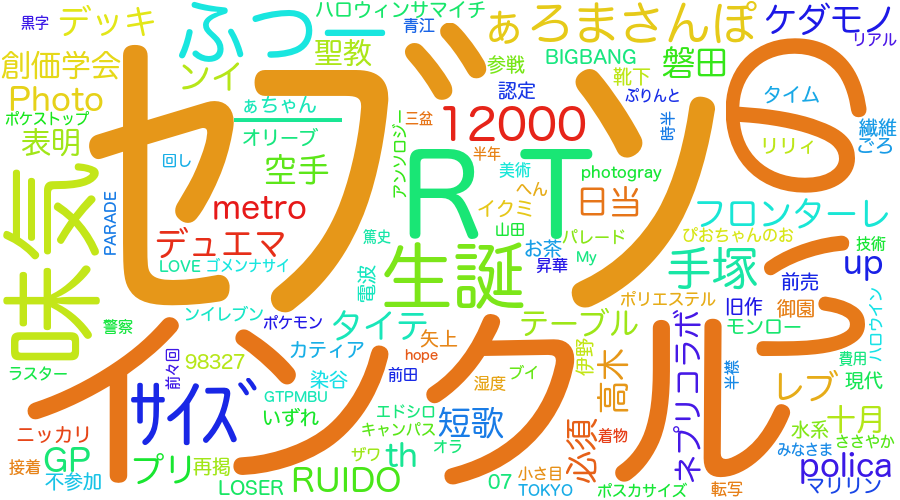 黒字
デッキ
ふつー
ハロウィンサマイチ
青江
ぁろまさんぽ
ケダモノ
リアル
創価学会
ンイ
聖教
参戦
BIGBANG
靴下
磐田
セブン
Photo
ぁちゃん
認定
ぷりんと
タイム
6
ポケストップ
表明
オリーブ
アンソロジー
三盆
12000
時半
繊維
ごろ
味気
回し
空手
RT
半年
美術
photogray
リリィ
PARADE
metro
へん
イクミ
日当
フロンターレ
デュエマ
篤史
山田
パレード
ぴおちゃんのお
LOVE
ゴメンナサイ
電波
生誕
お茶
昇華
My
手塚
技術
up
前売
ンイレブン
ポリエステル
旧作
御園
ハロウイン
警察
ポケモン
タイテ
テーブル
モンロー
ラスター
インクル
っ
前々回
98327
カティア
矢上
hope
伊野
ネプリコラボ
半襟
費用
染谷
前田
湿度
ブイ
高木
レブ
現代
サイズ
GTPMBU
いずれ
エドシロ
キャンパス
短歌
必須
着物
水系
十月
ニッカリ
接着
GP
不参加
プリ
再掲
LOSER
RUIDO
ザワ
オラ
th
07
小さ目
TOKYO
ポスカサイズ
転写
みなさま
ささやか
polica
マリリン